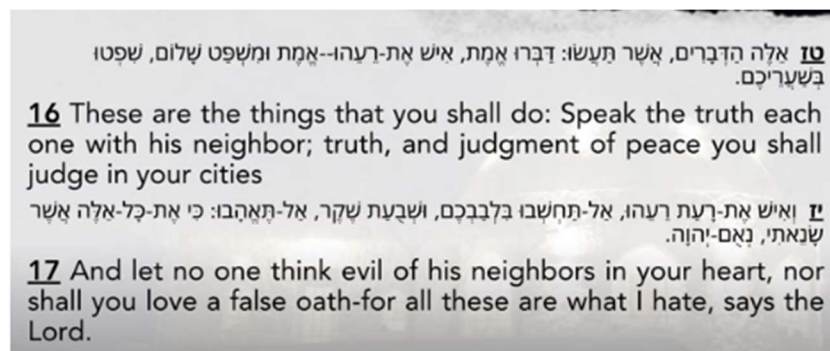 טז אֵלֶּה הַדְּבָרִים, אֲשֶׁר תַּעֲשׂוּ: דַּבְּרוּ אֱמֶת, אִישׁ אֶת-רֵעֵהוּ--אֱמֶת וּמִשְׁפַּט שָׁלוֹם, שִׁפְטוּ
בְּשַׁעֲרֵיכֶם.
16 These are the things that you shall do: Speak the truth each
one with his neighbor; truth, and judgment of peace you shall
judge in your cities
יז וְאִישׁ אֶת-רָעַת רֵעֵהוּ, אַל-תַּחְשְׁבוּ בִּלְבַבְכֶם, וּשְׁבֻעַת שֶׁקֶר, אַל-תֶּאֱהָבוּ: כִּי אֶת-כָּל-אֵלֶּה אֲשֶׁר
שָׂנֵאתִי, נְאֻם-יְהוָה.
17 And let no one think evil of his neighbors in your heart, nor
shall you love a false oath-for all these are what I hate, says the
Lord.